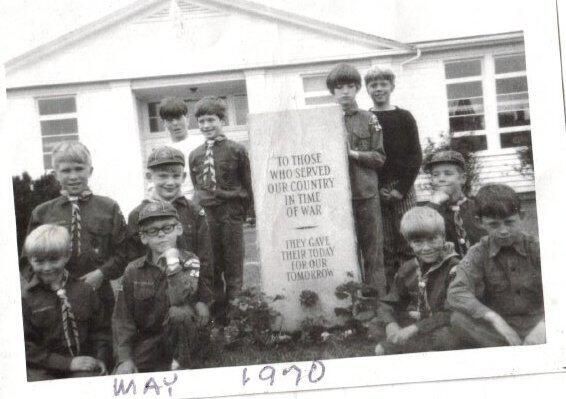 TO THOSE
WHO SERVED
OUR COUNTRY
IN TIME
OF WAR
THEY GAVE
THEIR TODAY
FOR OUR
TOMORROW
MAY 1970